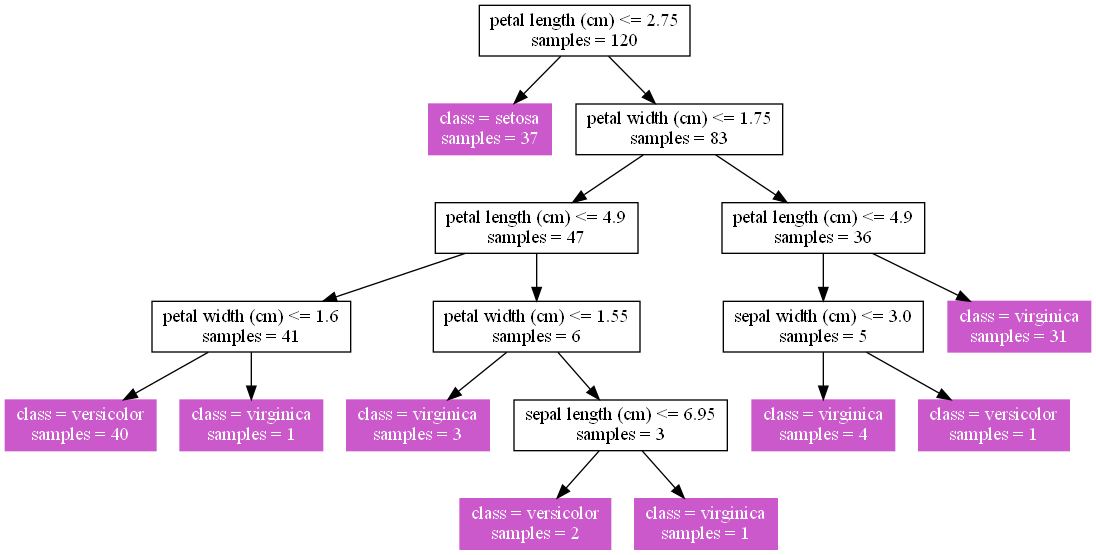 petal length (cm) <= 2.75
samples = 120
class = setosa
samples = 37
petal width (cm) <= 1.75
samples = 83
petal length (cm) <= 4.9
samples = 47
petal length (cm) <= 4.9
samples = 36
petal width (cm) <= 1.6
samples = 41
petal width (cm) <= 1.55
samples = 6
sepal width (cm) <= 3.0
samples = 5
class = virginica
samples = 31
class = versicolor
samples = 40
class = virginica
samples = 1
class = virginica
samples = 3
sepal length (cm) <= 6.95
samples = 3
class = virginica
samples = 4
class = versicolor
samples = 1
class = versicolor
samples = 2
class = virginica
samples = 1